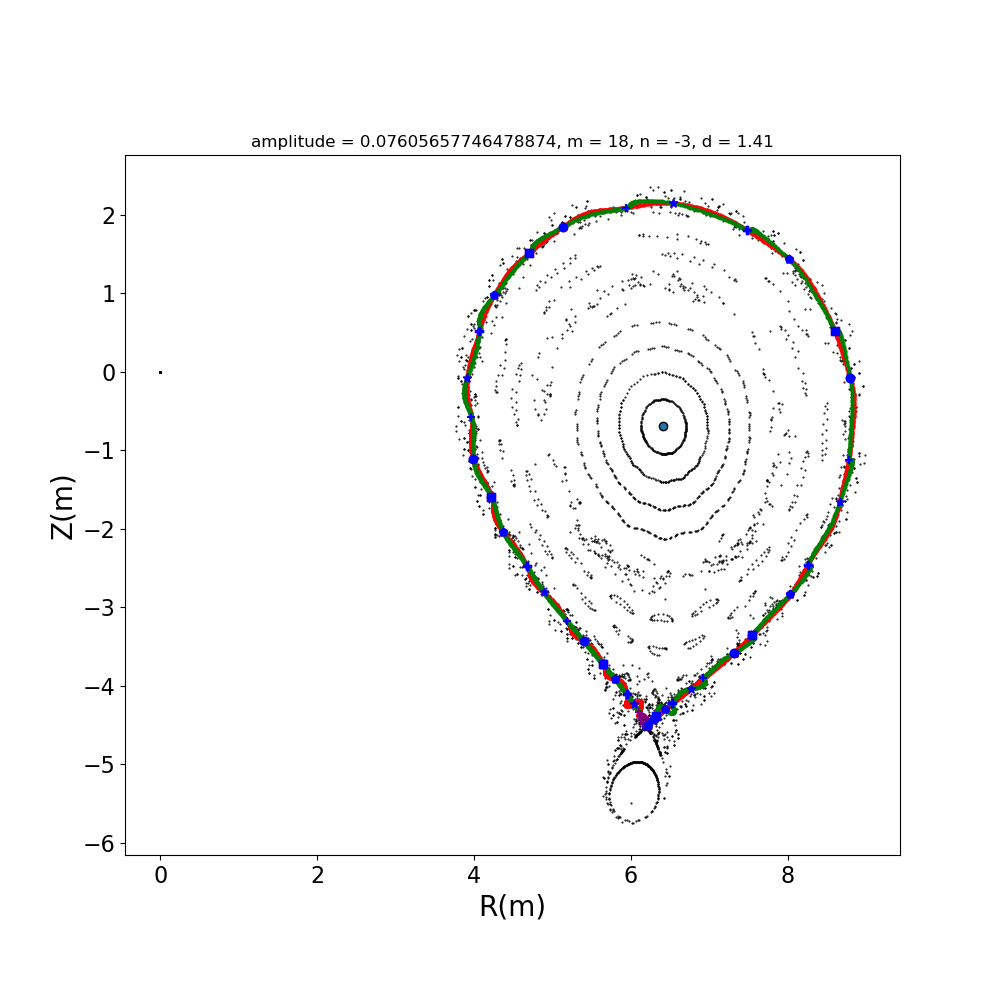 amplitude = 0.07605657746478874, m = 18, n = -3, d = 1.41
2
1
0
−1
−2
−3
−4
−5
−6
Z(m)
0 2 4 6 8
R(m)